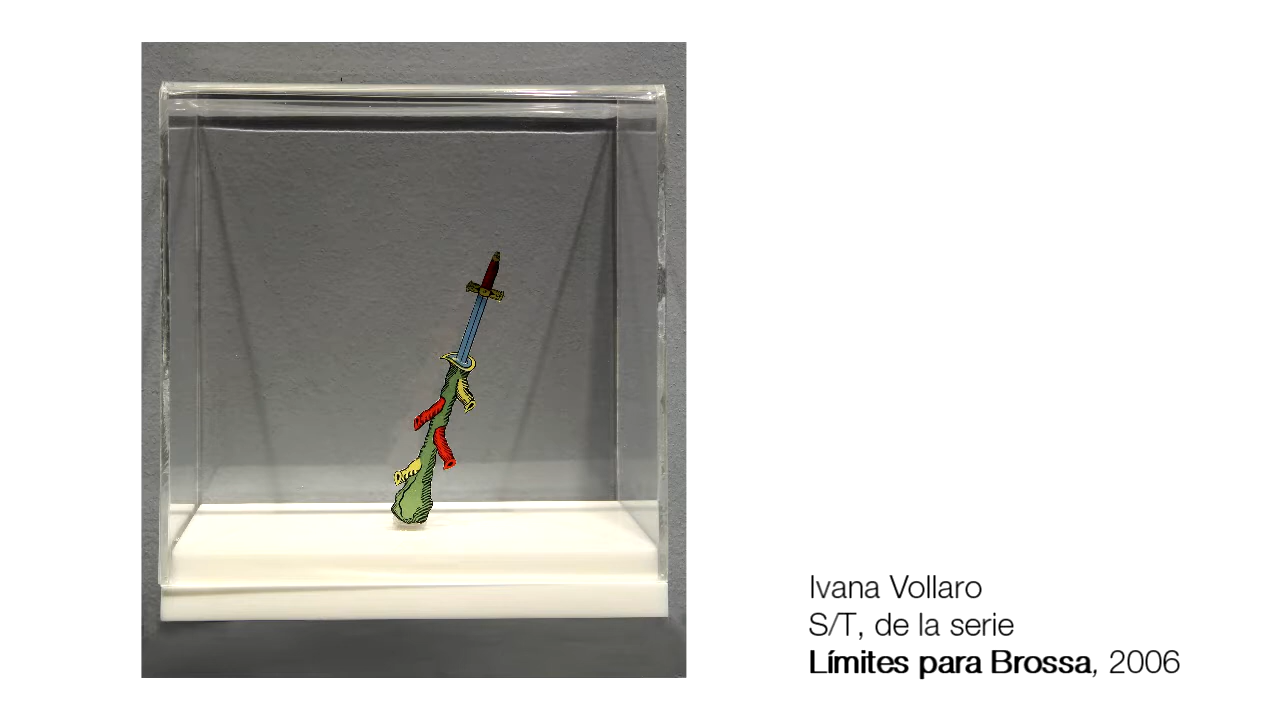 Ivana Vollaro
S/T, de la serie
Límites para Brossa, 2006